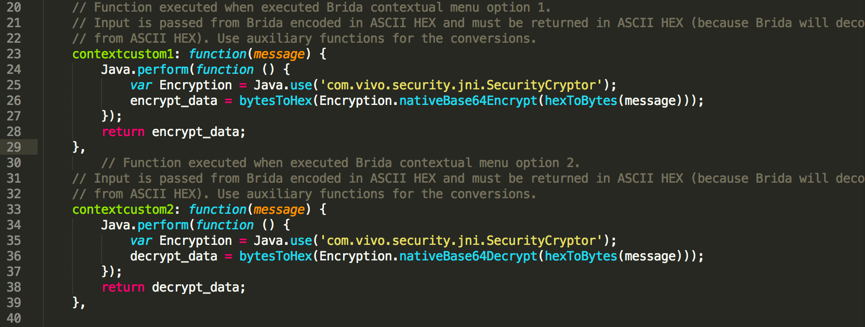 20 // Function executed when executed Brida contextual menu option 1.
21 // Input is passed from Brida encoded in ASCII HEX and must be returned in ASCII HEX (because Brida will deco
22 // from ASCII HEX). Use auxiliary functions for the conversions.
23 contextcustom1: function(message) {
24 Java.perform(function () {
25 var Encryption = Java.use('com.vivo.security.jni.SecurityCryptor');
26 encrypt_data = bytesToHex(Encryption.nativeBase64Encrypt(hexToBytes(message)));
27 });
28 return encrypt_data;
29 },
30 // Function executed when executed Brida contextual menu option 2.
31 // Input is passed from Brida encoded in ASCII HEX and must be returned in ASCII HEX (because Brida will deco
32 // from ASCII HEX). Use auxiliary functions for the conversions.
33 contextcustom2: function(message) {
34 Java.perform(function () {
35 var Encryption = Java.use('com.vivo.security.jni.SecurityCryptor');
36 decrypt_data = bytesToHex(Encryption.nativeBase64Decrypt(hexToBytes(message)));
37 });
38 return decrypt_data;
39 },
40